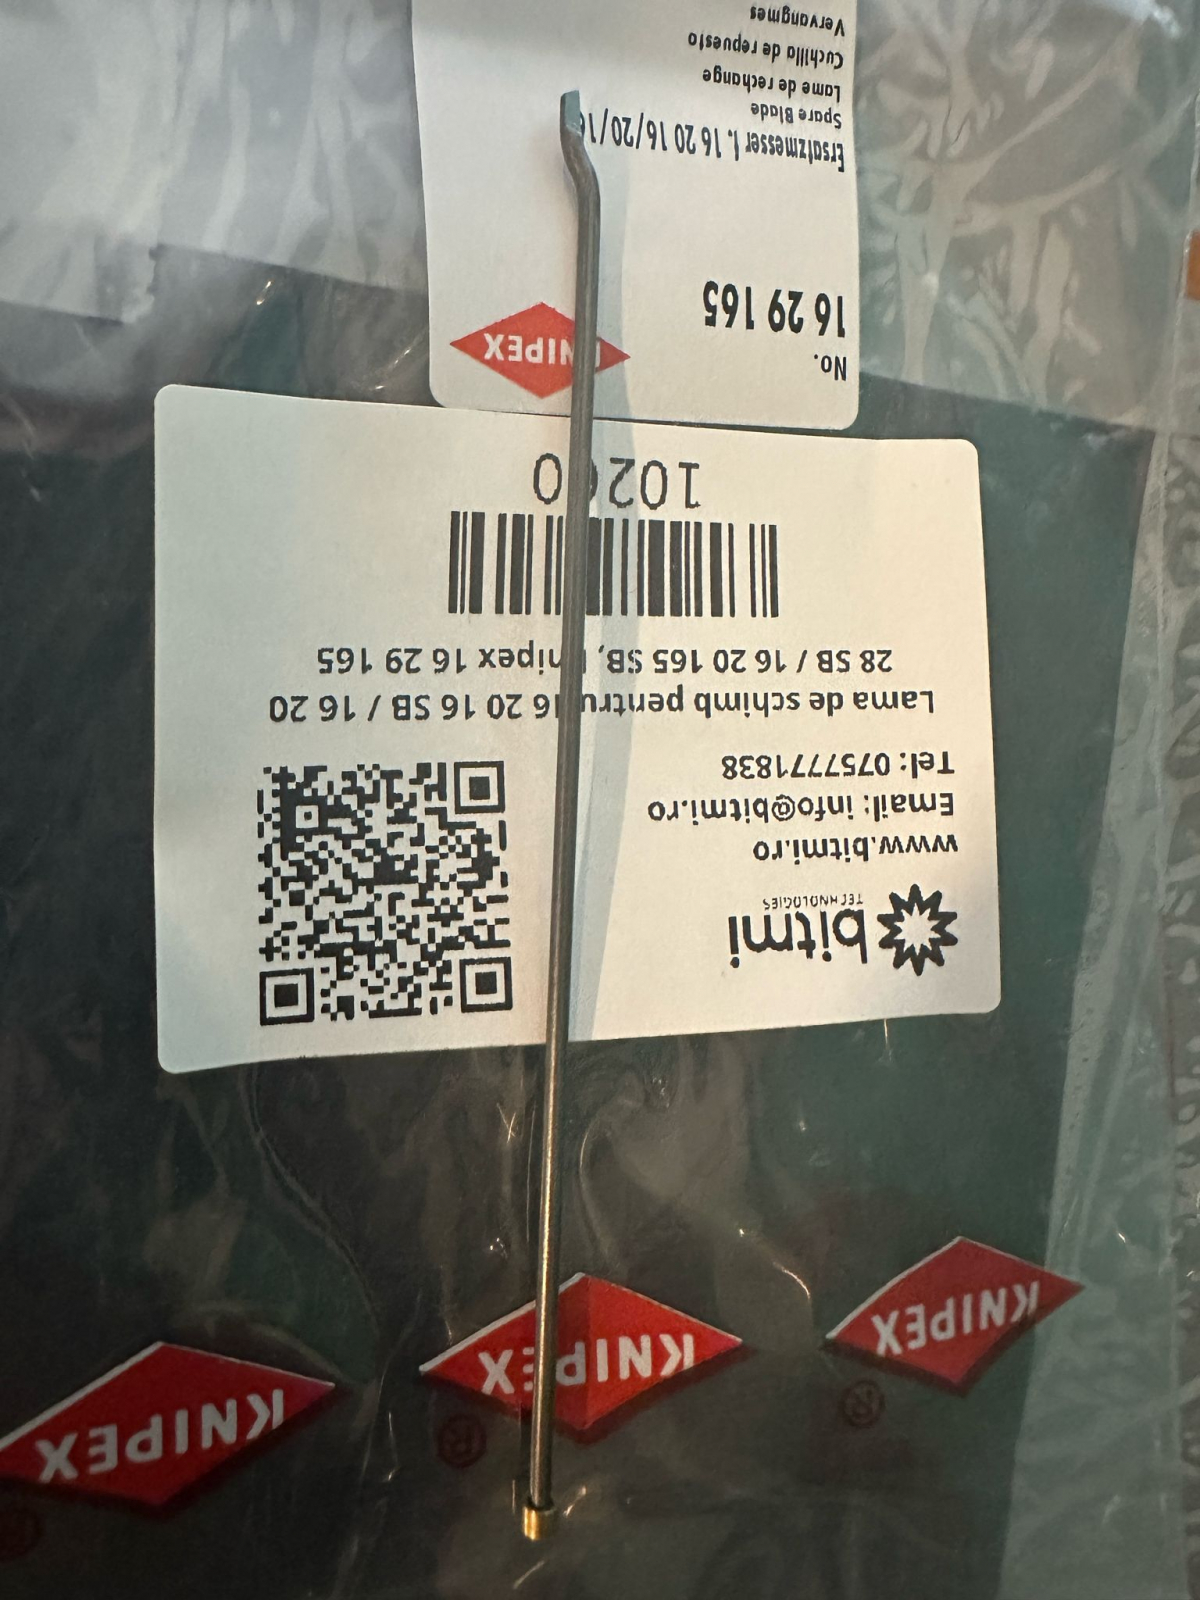 KNIPEX ®
KNIPEX ®
KNIPEX ®
bitmi
TECHNOLOGIES
www.bitmi.ro
Email: info@bitmi.ro
Tel: 0757771838
Lama de schimb pentru 16 20 16 SB / 16 20
28 SB / 16 20 165 SB, Knipex 16 29 165
No.
16 29 165
KNIPEX
Ersatzmesser f. 16 20 16/20/
Spare Blade
Lame de rechange
Cuchilla de repuesto
Vervangmes